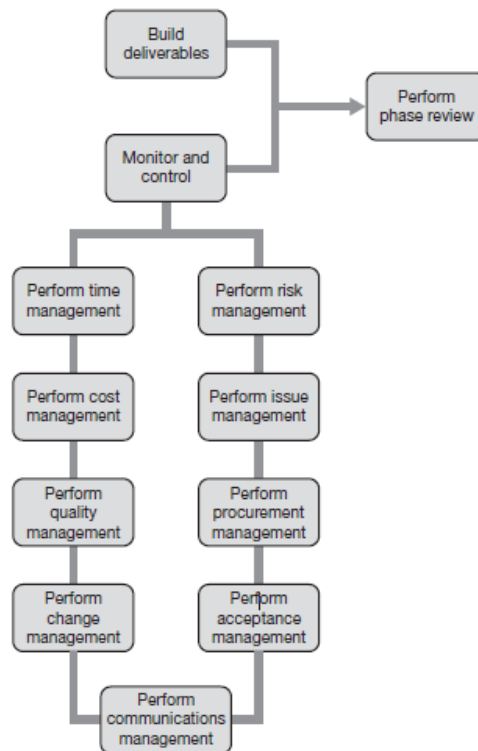 Build
deliverables
Perform
phase review
Monitor and
control
Perform time
management
Perform risk
management
Perform cost
management
Perform issue
management
Perform
quality
management
Perform
procurement
management
Perform
change
management
Perform
acceptance
management
Perform
communications
management